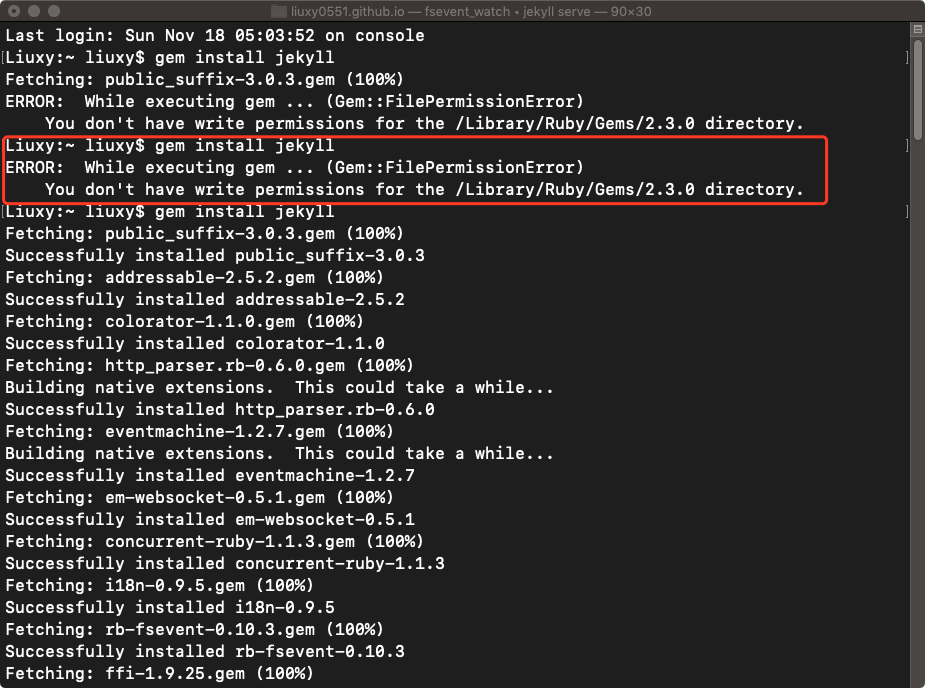 liuxy0551.github.io — fsevent_watch • jekyll serve — 90×30
Last login: Sun Nov 18 05:03:52 on console
[Liuxy:~ liuxy$ gem install jekyll ]
Fetching: public_suffix-3.0.3.gem (100%)
ERROR:  While executing gem ... (Gem::FilePermissionError)
    You don't have write permissions for the /Library/Ruby/Gems/2.3.0 directory.
Liuxy:~ liuxy$ gem install jekyll ]
ERROR:  While executing gem ... (Gem::FilePermissionError)
    You don't have write permissions for the /Library/Ruby/Gems/2.3.0 directory.
[Liuxy:~ liuxy$ gem install jekyll ]
Fetching: public_suffix-3.0.3.gem (100%)
Successfully installed public_suffix-3.0.3
Fetching: addressable-2.5.2.gem (100%)
Successfully installed addressable-2.5.2
Fetching: colorator-1.1.0.gem (100%)
Successfully installed colorator-1.1.0
Fetching: http_parser.rb-0.6.0.gem (100%)
Building native extensions.  This could take a while...
Successfully installed http_parser.rb-0.6.0
Fetching: eventmachine-1.2.7.gem (100%)
Building native extensions.  This could take a while...
Successfully installed eventmachine-1.2.7
Fetching: em-websocket-0.5.1.gem (100%)
Successfully installed em-websocket-0.5.1
Fetching: concurrent-ruby-1.1.3.gem (100%)
Successfully installed concurrent-ruby-1.1.3
Fetching: i18n-0.9.5.gem (100%)
Successfully installed i18n-0.9.5
Fetching: rb-fsevent-0.10.3.gem (100%)
Successfully installed rb-fsevent-0.10.3
Fetching: ffi-1.9.25.gem (100%)